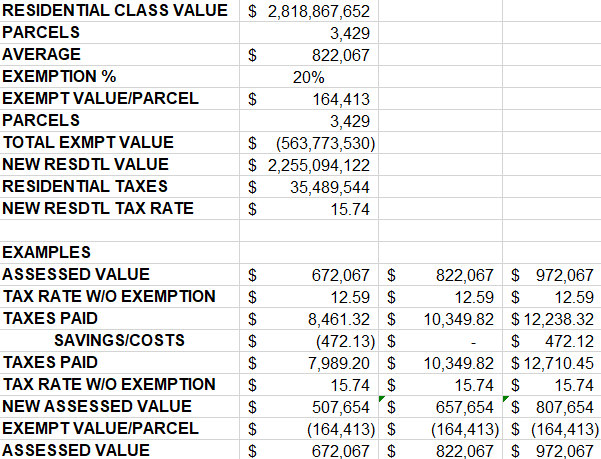 RESIDENTIAL CLASS VALUE $ 2,818,867,652
PARCELS 3,429
AVERAGE $ 822,067
EXEMPTION % 20%
EXEMPT VALUE/PARCEL $ 164,413
PARCELS 3,429
TOTAL EXMPT VALUE $ (563,773,530)
NEW RESDTL VALUE $ 2,255,094,122
RESIDENTIAL TAXES $ 35,489,544
NEW RESDTL TAX RATE $ 15.74
EXAMPLES
ASSESSED VALUE $ 672,067 $ 822,067 $ 972,067
TAX RATE W/O EXEMPTION $ 12.59 $ 12.59 $ 12.59
TAXES PAID $ 8,461.32 $ 10,349.82 $ 12,238.32
SAVINGS/COSTS $ (472.13) $ - $ 472.12
TAXES PAID $ 7,989.20 $ 10,349.82 $ 12,710.45
TAX RATE W/O EXEMPTION $ 15.74 $ 15.74 $ 15.74
NEW ASSESSED VALUE $ 507,654 $ 657,654 $ 807,654
EXEMPT VALUE/PARCEL $ (164,413) $ (164,413) $ (164,413)
ASSESSED VALUE $ 672,067 $ 822,067 $ 972,067